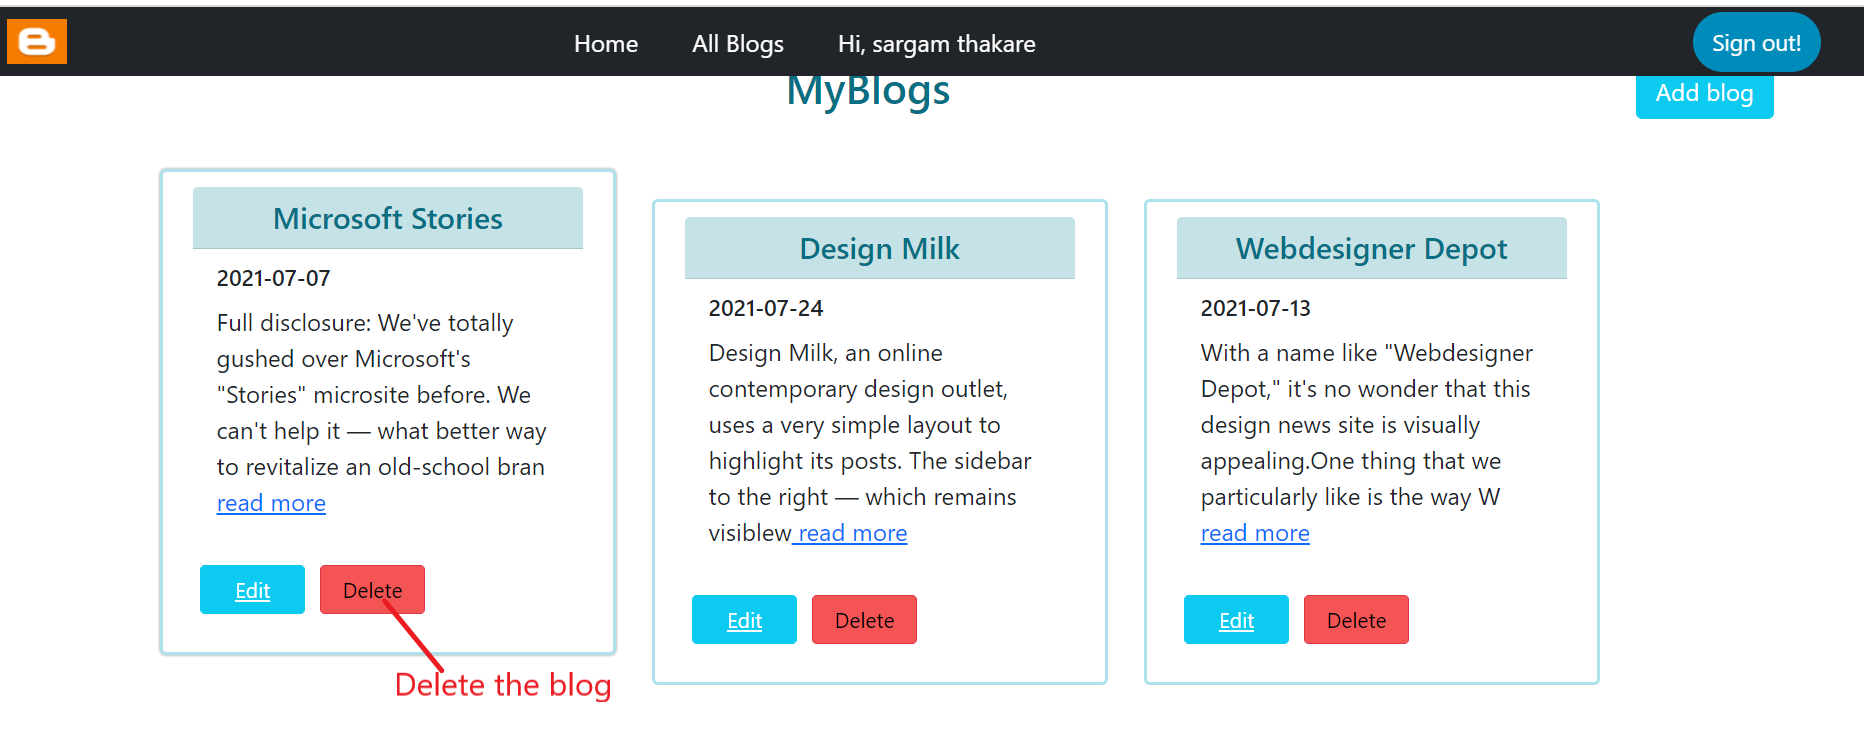 Home All Blogs Hi, sargam thakare Sign out!
MyBlogs
Add blog
Microsoft Stories
2021-07-07
Full disclosure: We've totally
gushed over Microsoft's
"Stories" microsite before. We
can't help it — what better way
to revitalize an old-school bran
read more
Edit Delete
Delete the blog
Design Milk
2021-07-24
Design Milk, an online
contemporary design outlet,
uses a very simple layout to
highlight its posts. The sidebar
to the right — which remains
visiblew read more
Edit Delete
Webdesigner Depot
2021-07-13
With a name like "Webdesigner
Depot," it's no wonder that this
design news site is visually
appealing.One thing that we
particularly like is the way W
read more
Edit Delete